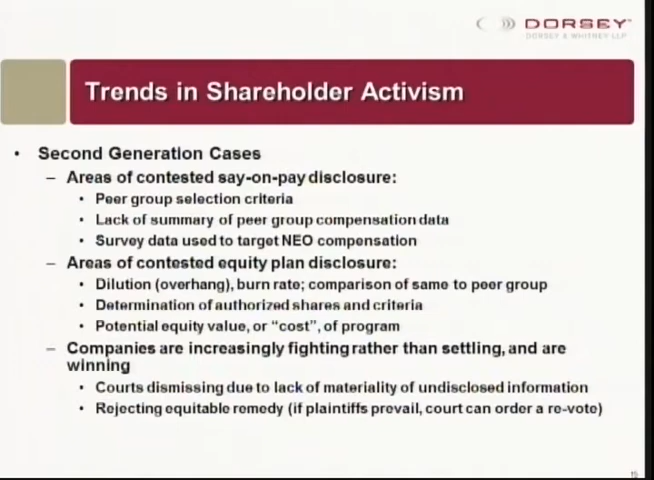 DORSEY™
DORSEY & WHITNEY LLP
Trends in Shareholder Activism
• Second Generation Cases
– Areas of contested say-on-pay disclosure:
• Peer group selection criteria
• Lack of summary of peer group compensation data
• Survey data used to target NEO compensation
– Areas of contested equity plan disclosure:
• Dilution (overhang), burn rate; comparison of same to peer group
• Determination of authorized shares and criteria
• Potential equity value, or “cost”, of program
– Companies are increasingly fighting rather than settling, and are
winning
• Courts dismissing due to lack of materiality of undisclosed information
• Rejecting equitable remedy (if plaintiffs prevail, court can order a re-vote)